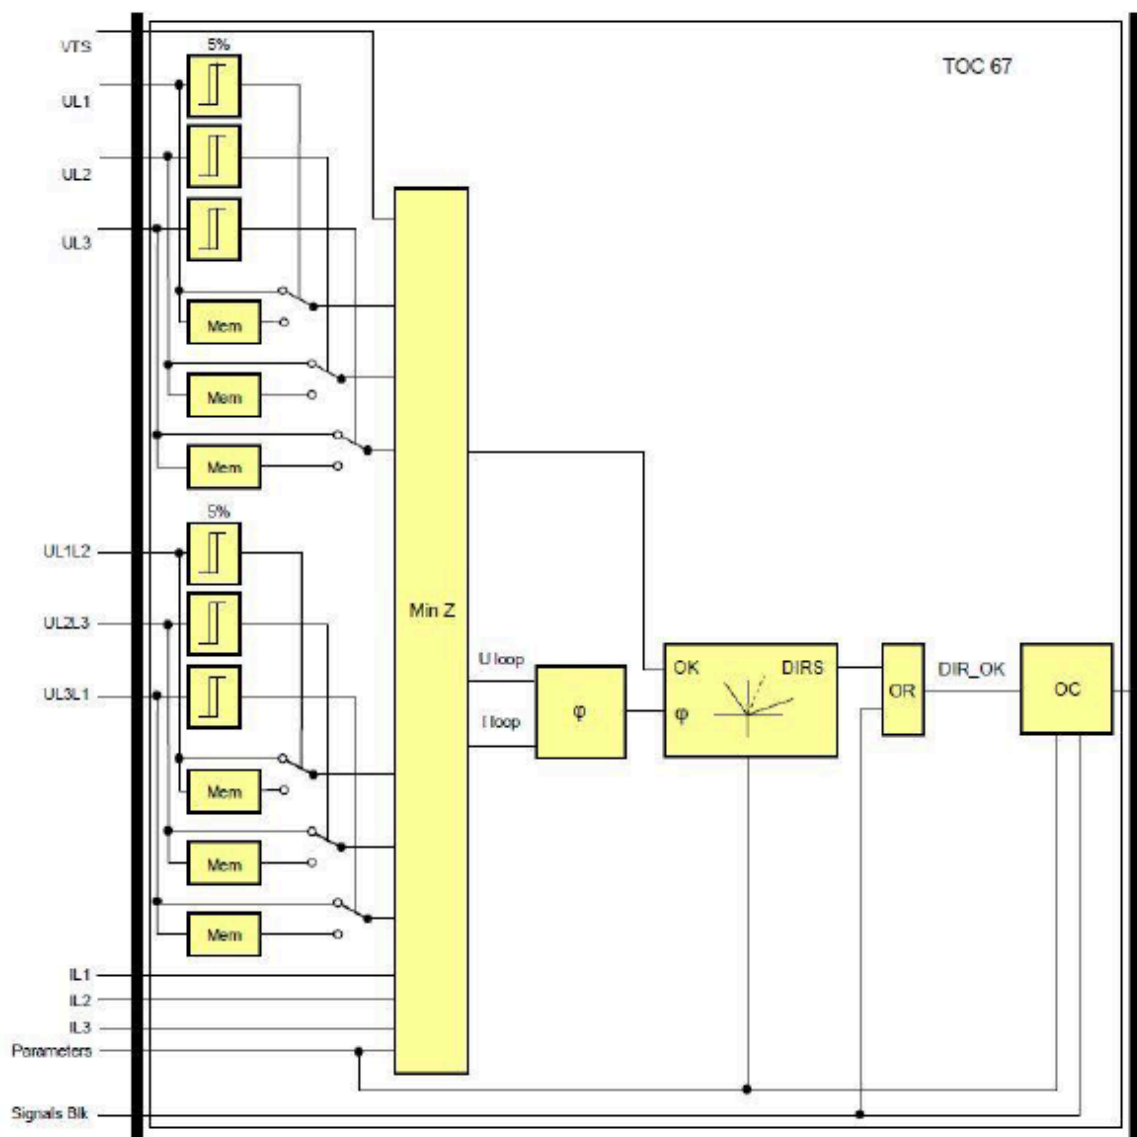 VTS
5%
TOC 67
UL1
UL2
UL3
Mem
Mem
Mem
5%
UL1L2
Min Z
UL2L3
U loop
OK
DIRS
DIR_OK
UL3L1
φ
φ
OR
OC
I loop
Mem
Mem
Mem
IL1
IL2
IL3
Parameters
Signals Blk